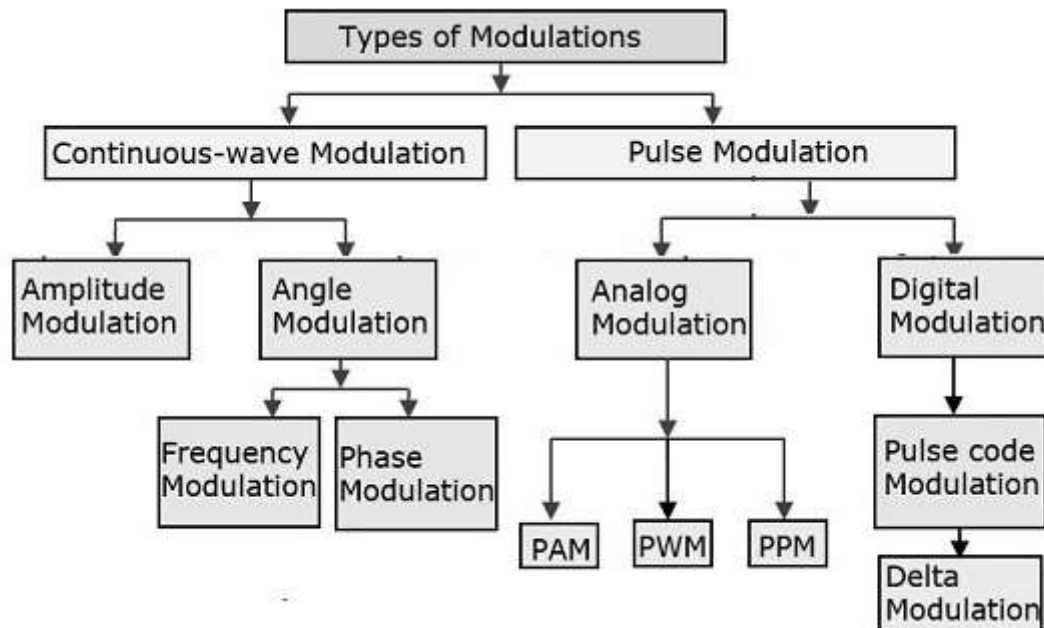 Types of Modulations
Continuous-wave Modulation
Pulse Modulation
Amplitude
Modulation
Angle
Modulation
Analog
Modulation
Digital
Modulation
Frequency
Modulation
Phase
Modulation
PAM
PWM
PPM
Pulse code
Modulation
Delta
Modulation